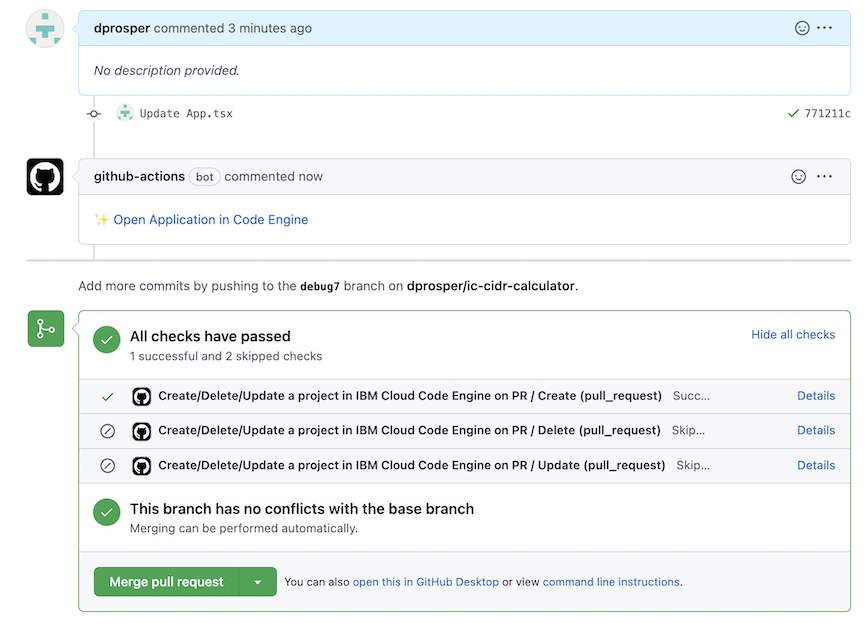 dprosper commented 3 minutes ago
No description provided.
Update App.tsx 771211c
github-actions bot commented now
✨ Open Application in Code Engine
Add more commits by pushing to the debug7 branch on dprosper/ic-cidr-calculator.
All checks have passed Hide all checks
1 successful and 2 skipped checks
Create/Delete/Update a project in IBM Cloud Code Engine on PR / Create (pull_request) Succ... Details
Create/Delete/Update a project in IBM Cloud Code Engine on PR / Delete (pull_request) Skip... Details
Create/Delete/Update a project in IBM Cloud Code Engine on PR / Update (pull_request) Skip... Details
This branch has no conflicts with the base branch
Merging can be performed automatically.
Merge pull request You can also open this in GitHub Desktop or view command line instructions.